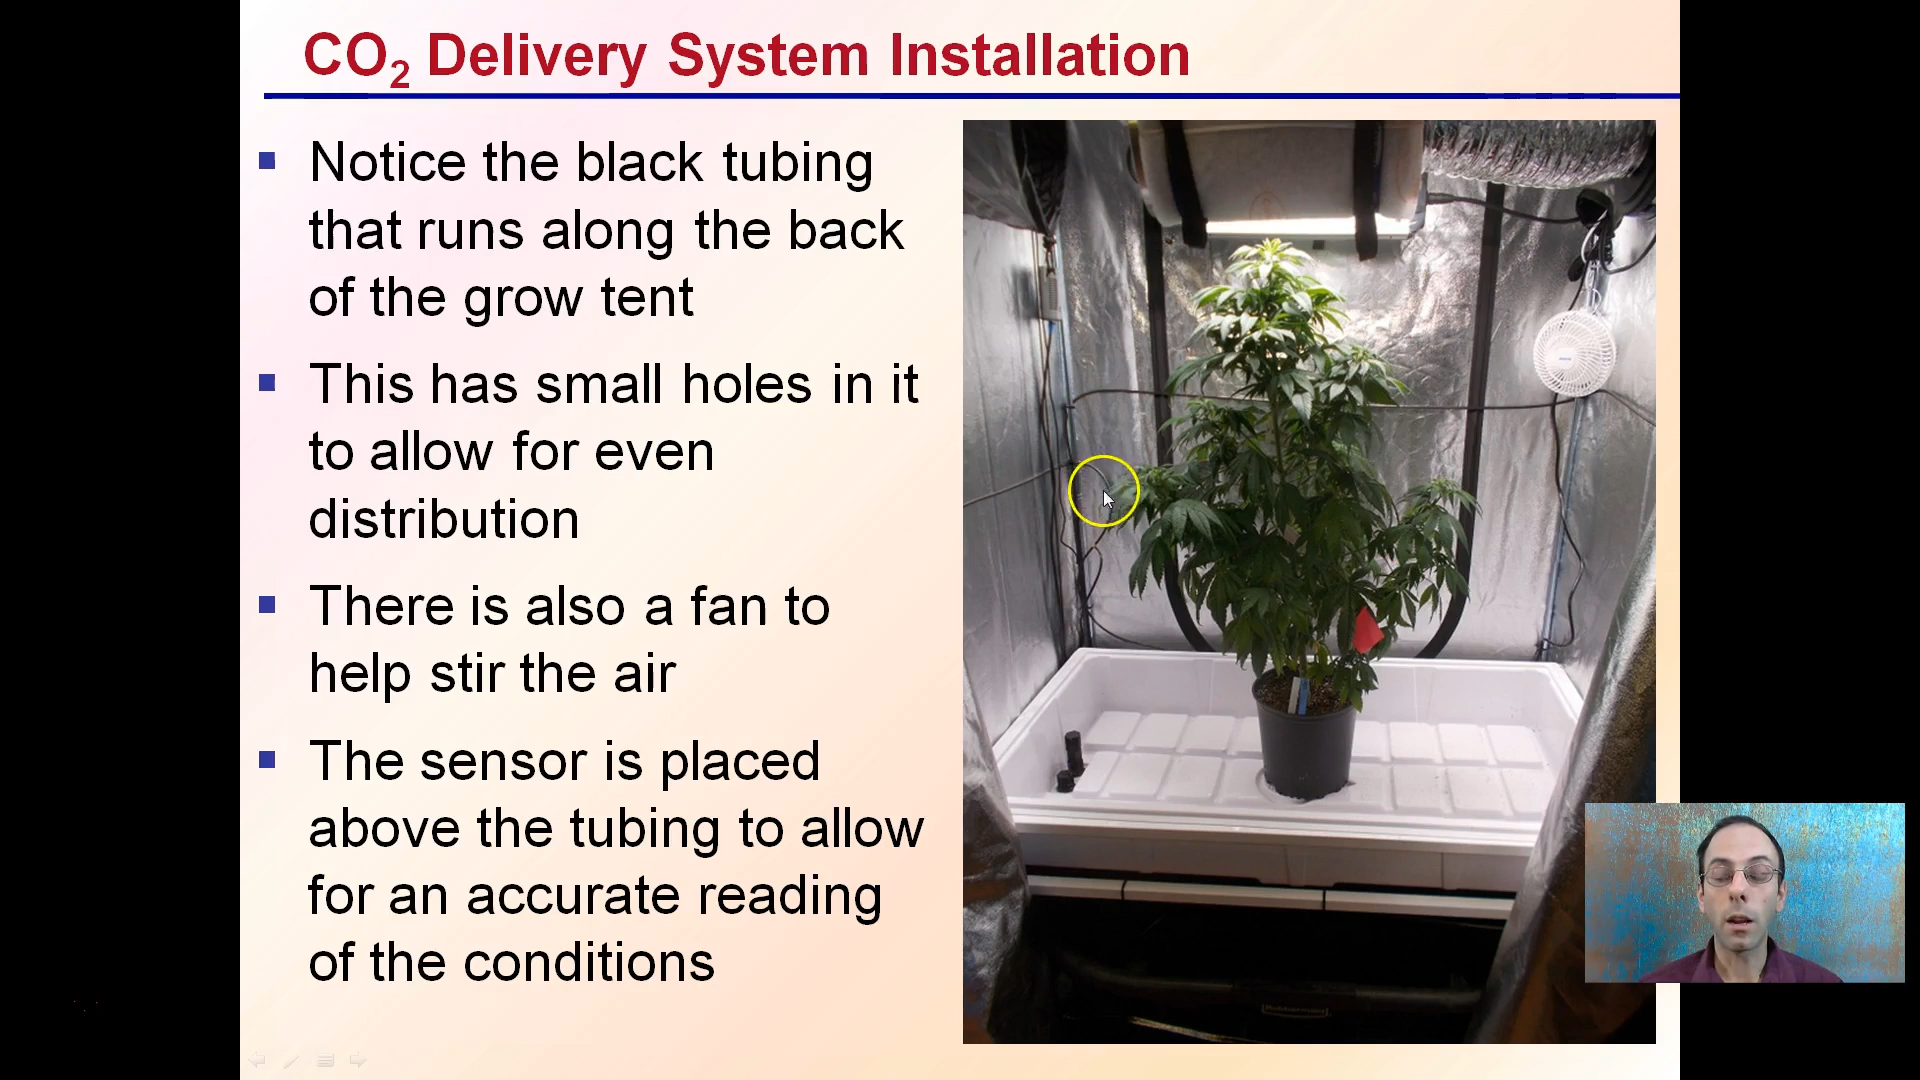 CO₂ Delivery System Installation
Notice the black tubing
that runs along the back
of the grow tent
This has small holes in it
to allow for even
distribution
There is also a fan to
help stir the air
The sensor is placed
above the tubing to allow
for an accurate reading
of the conditions